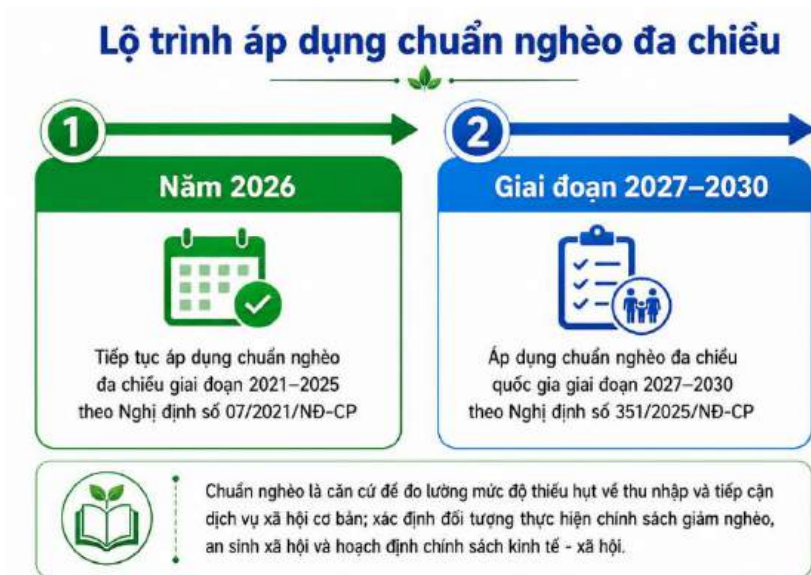 Lộ trình áp dụng chuẩn nghèo đa chiều
1
Năm 2026
Tiếp tục áp dụng chuẩn nghèo
đa chiều giai đoạn 2021–2025
theo Nghị định số 07/2021/NĐ-CP
2
Giai đoạn 2027–2030
Áp dụng chuẩn nghèo đa chiều
quốc gia giai đoạn 2027–2030
theo Nghị định số 351/2025/NĐ-CP
Chuẩn nghèo là căn cứ để đo lường mức độ thiếu hụt về thu nhập và tiếp cận
dịch vụ xã hội cơ bản; xác định đối tượng thực hiện chính sách giảm nghèo,
an sinh xã hội và hoạch định chính sách kinh tế - xã hội.